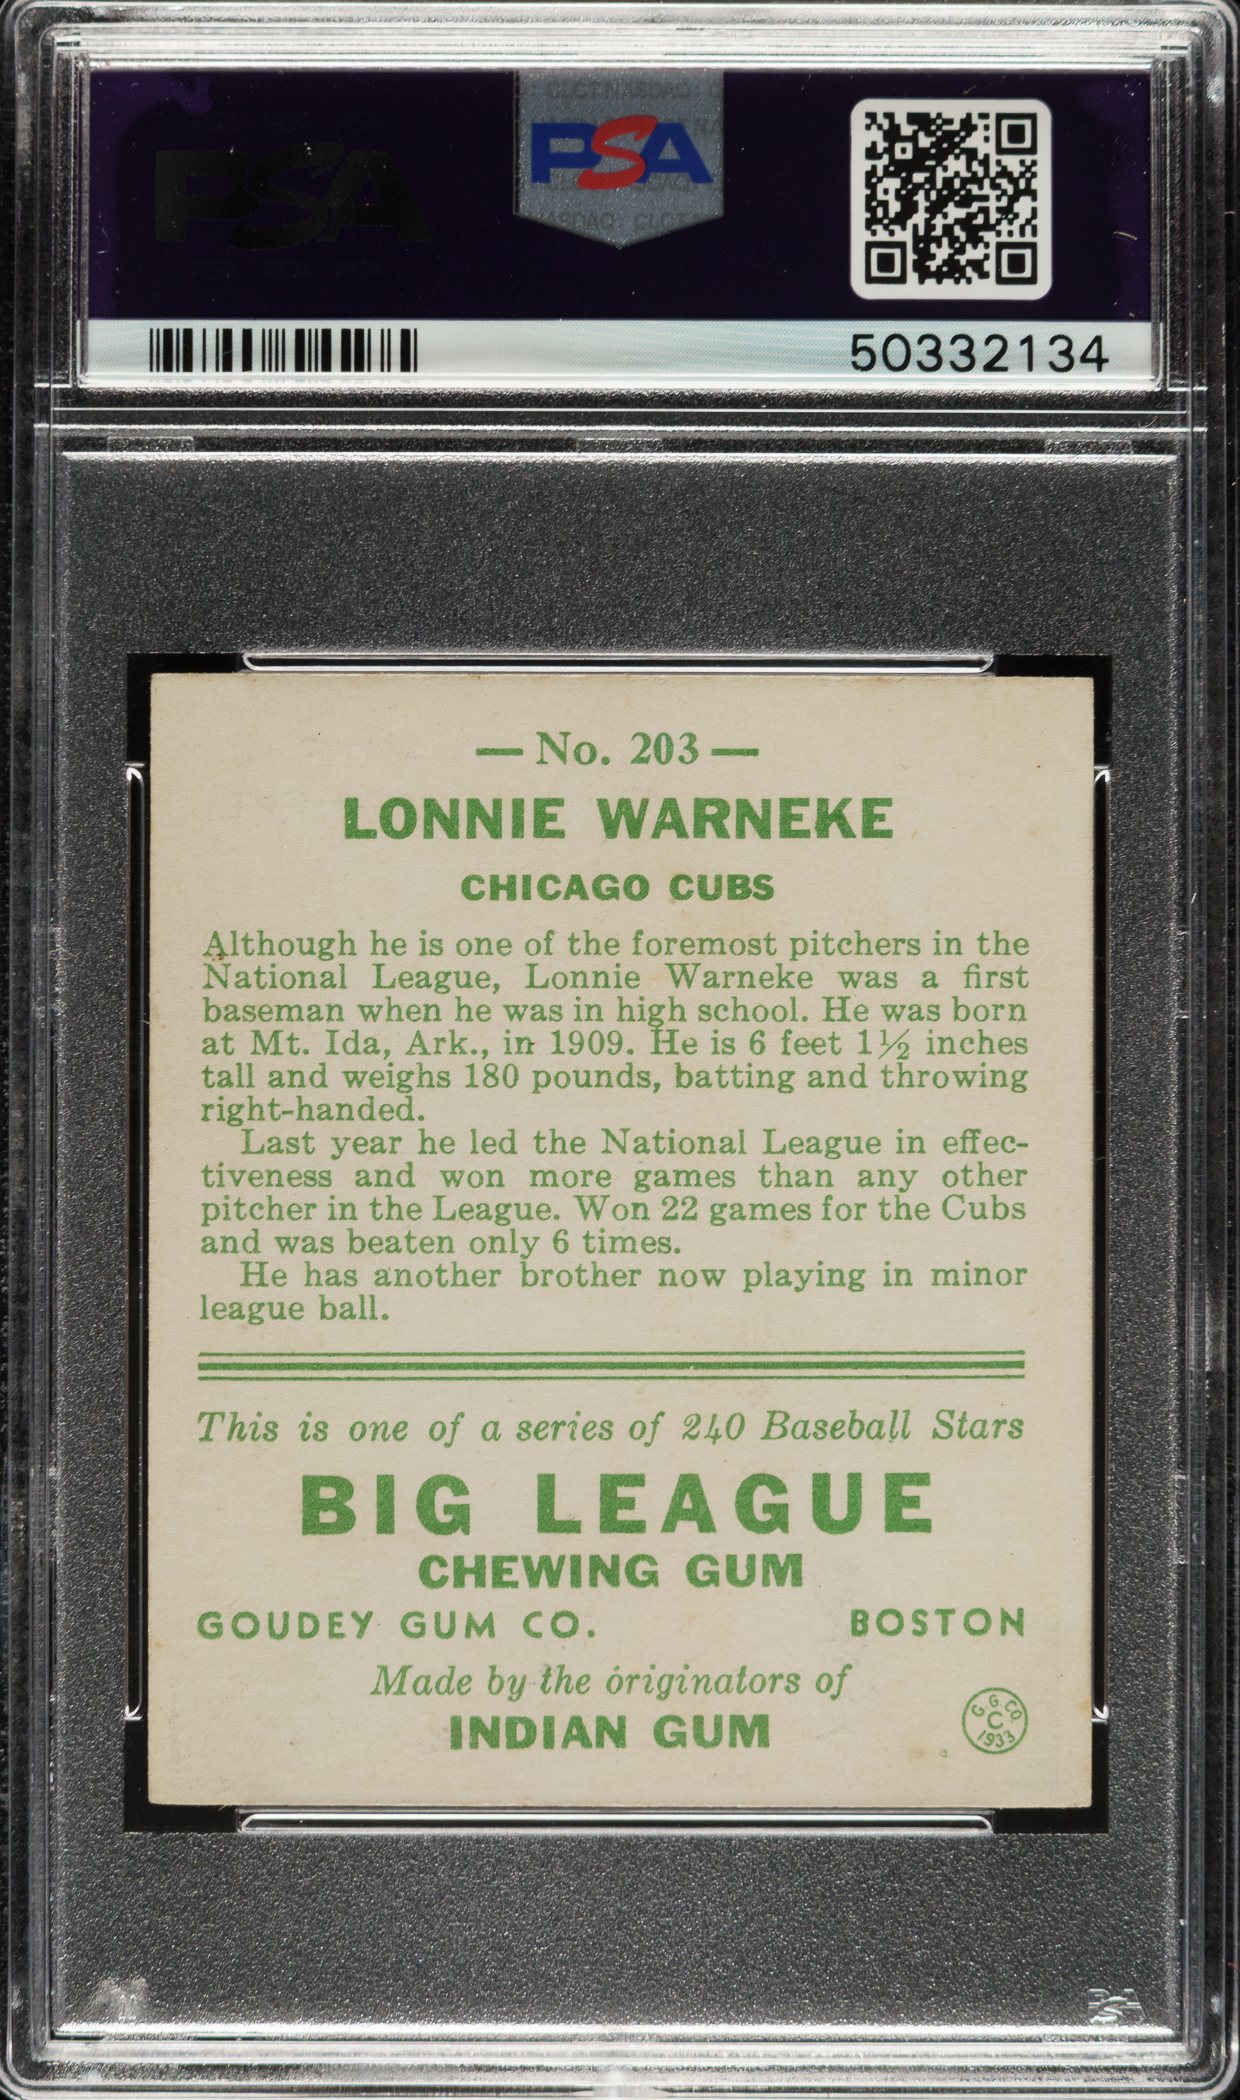 PSA
PSA
50332134
— No. 203 —
LONNIE WARNEKE
CHICAGO CUBS
Although he is one of the foremost pitchers in the
National League, Lonnie Warneke was a first
baseman when he was in high school. He was born
at Mt. Ida, Ark., in 1909. He is 6 feet 1½ inches
tall and weighs 180 pounds, batting and throwing
right-handed.
Last year he led the National League in effec-
tiveness and won more games than any other
pitcher in the League. Won 22 games for the Cubs
and was beaten only 6 times.
He has another brother now playing in minor
league ball.
This is one of a series of 240 Baseball Stars
BIG LEAGUE
CHEWING GUM
GOUDEY GUM CO. BOSTON
Made by the originators of
INDIAN GUM
G. G. CO.
C
1933
PSA